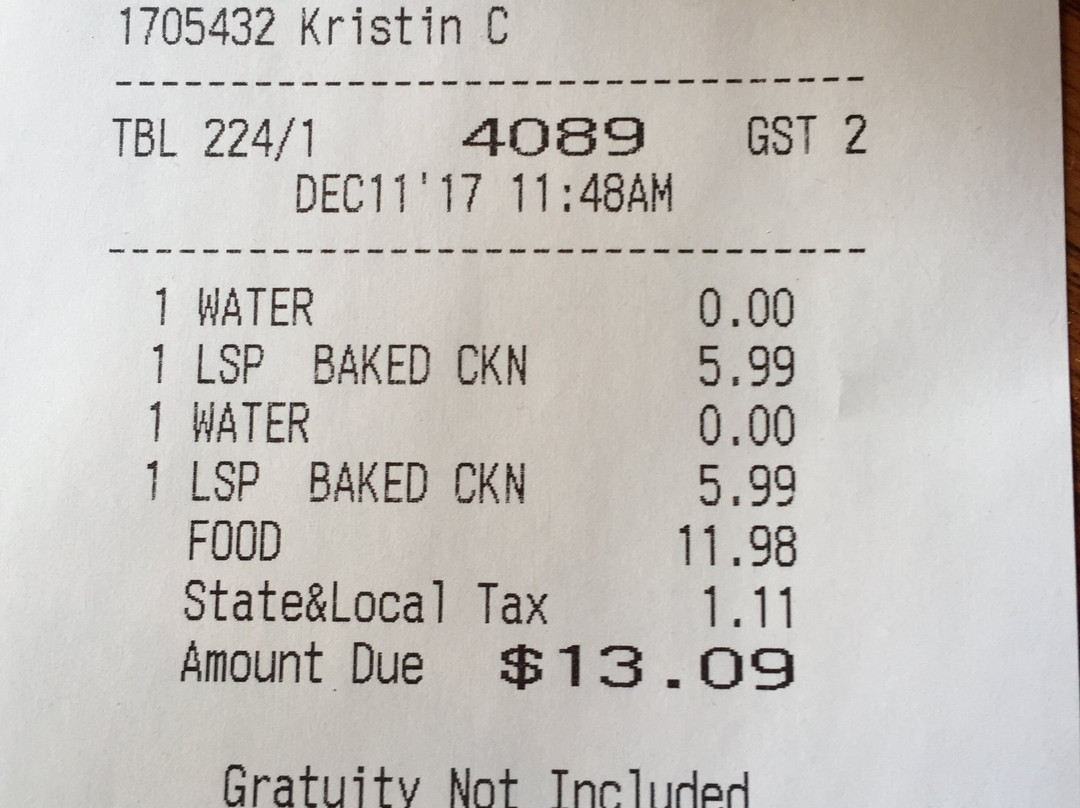 1705432 Kristin C
--------------------------------
TBL 224/1 4089 GST 2
DEC11'17 11:48AM
--------------------------------
1 WATER 0.00
1 LSP BAKED CKN 5.99
1 WATER 0.00
1 LSP BAKED CKN 5.99
FOOD 11.98
State&Local Tax 1.11
Amount Due $13.09
Gratuity Not Included